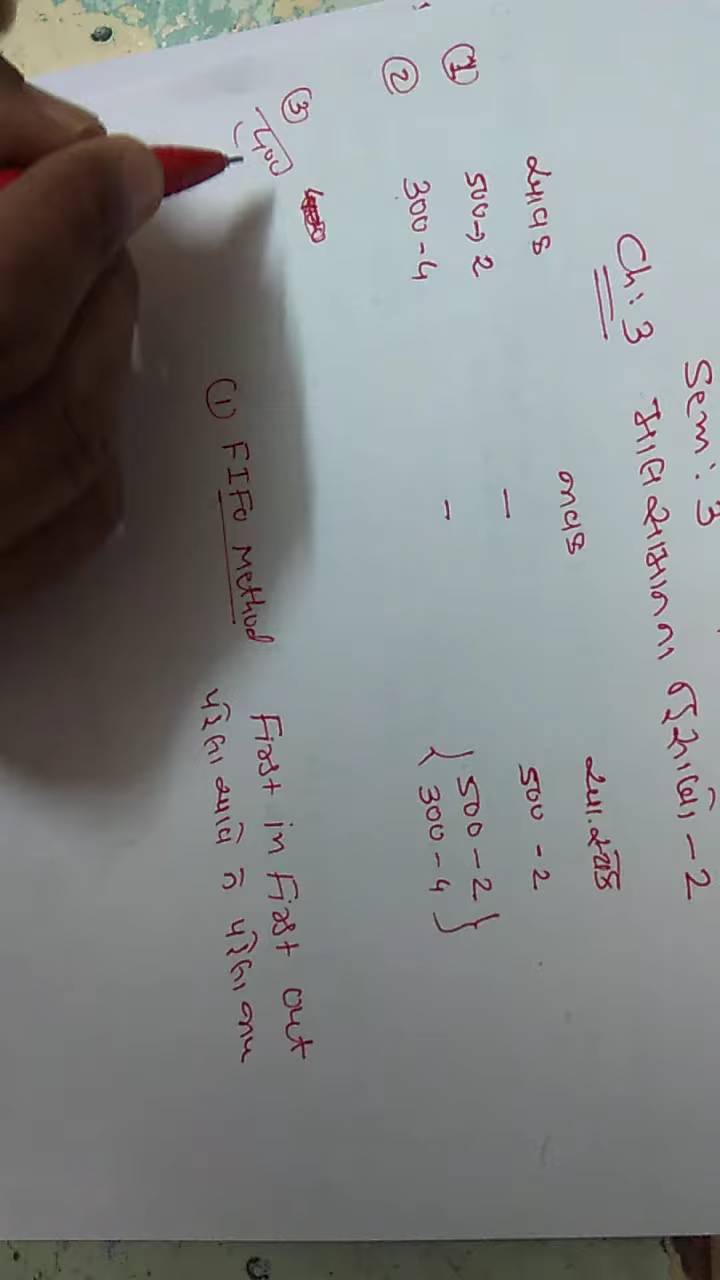 Sem : 3
Ch : 3 માલસામાનના હિસાબો - 2
આવક જાવક આ. સ્ટોક
① 500 → 2 — 500 - 2
② 300 - 4 — { 500 - 2
300 - 4 }
③
400
① FIFO Method First in First out
પહેલા આવે તે પહેલા જાય